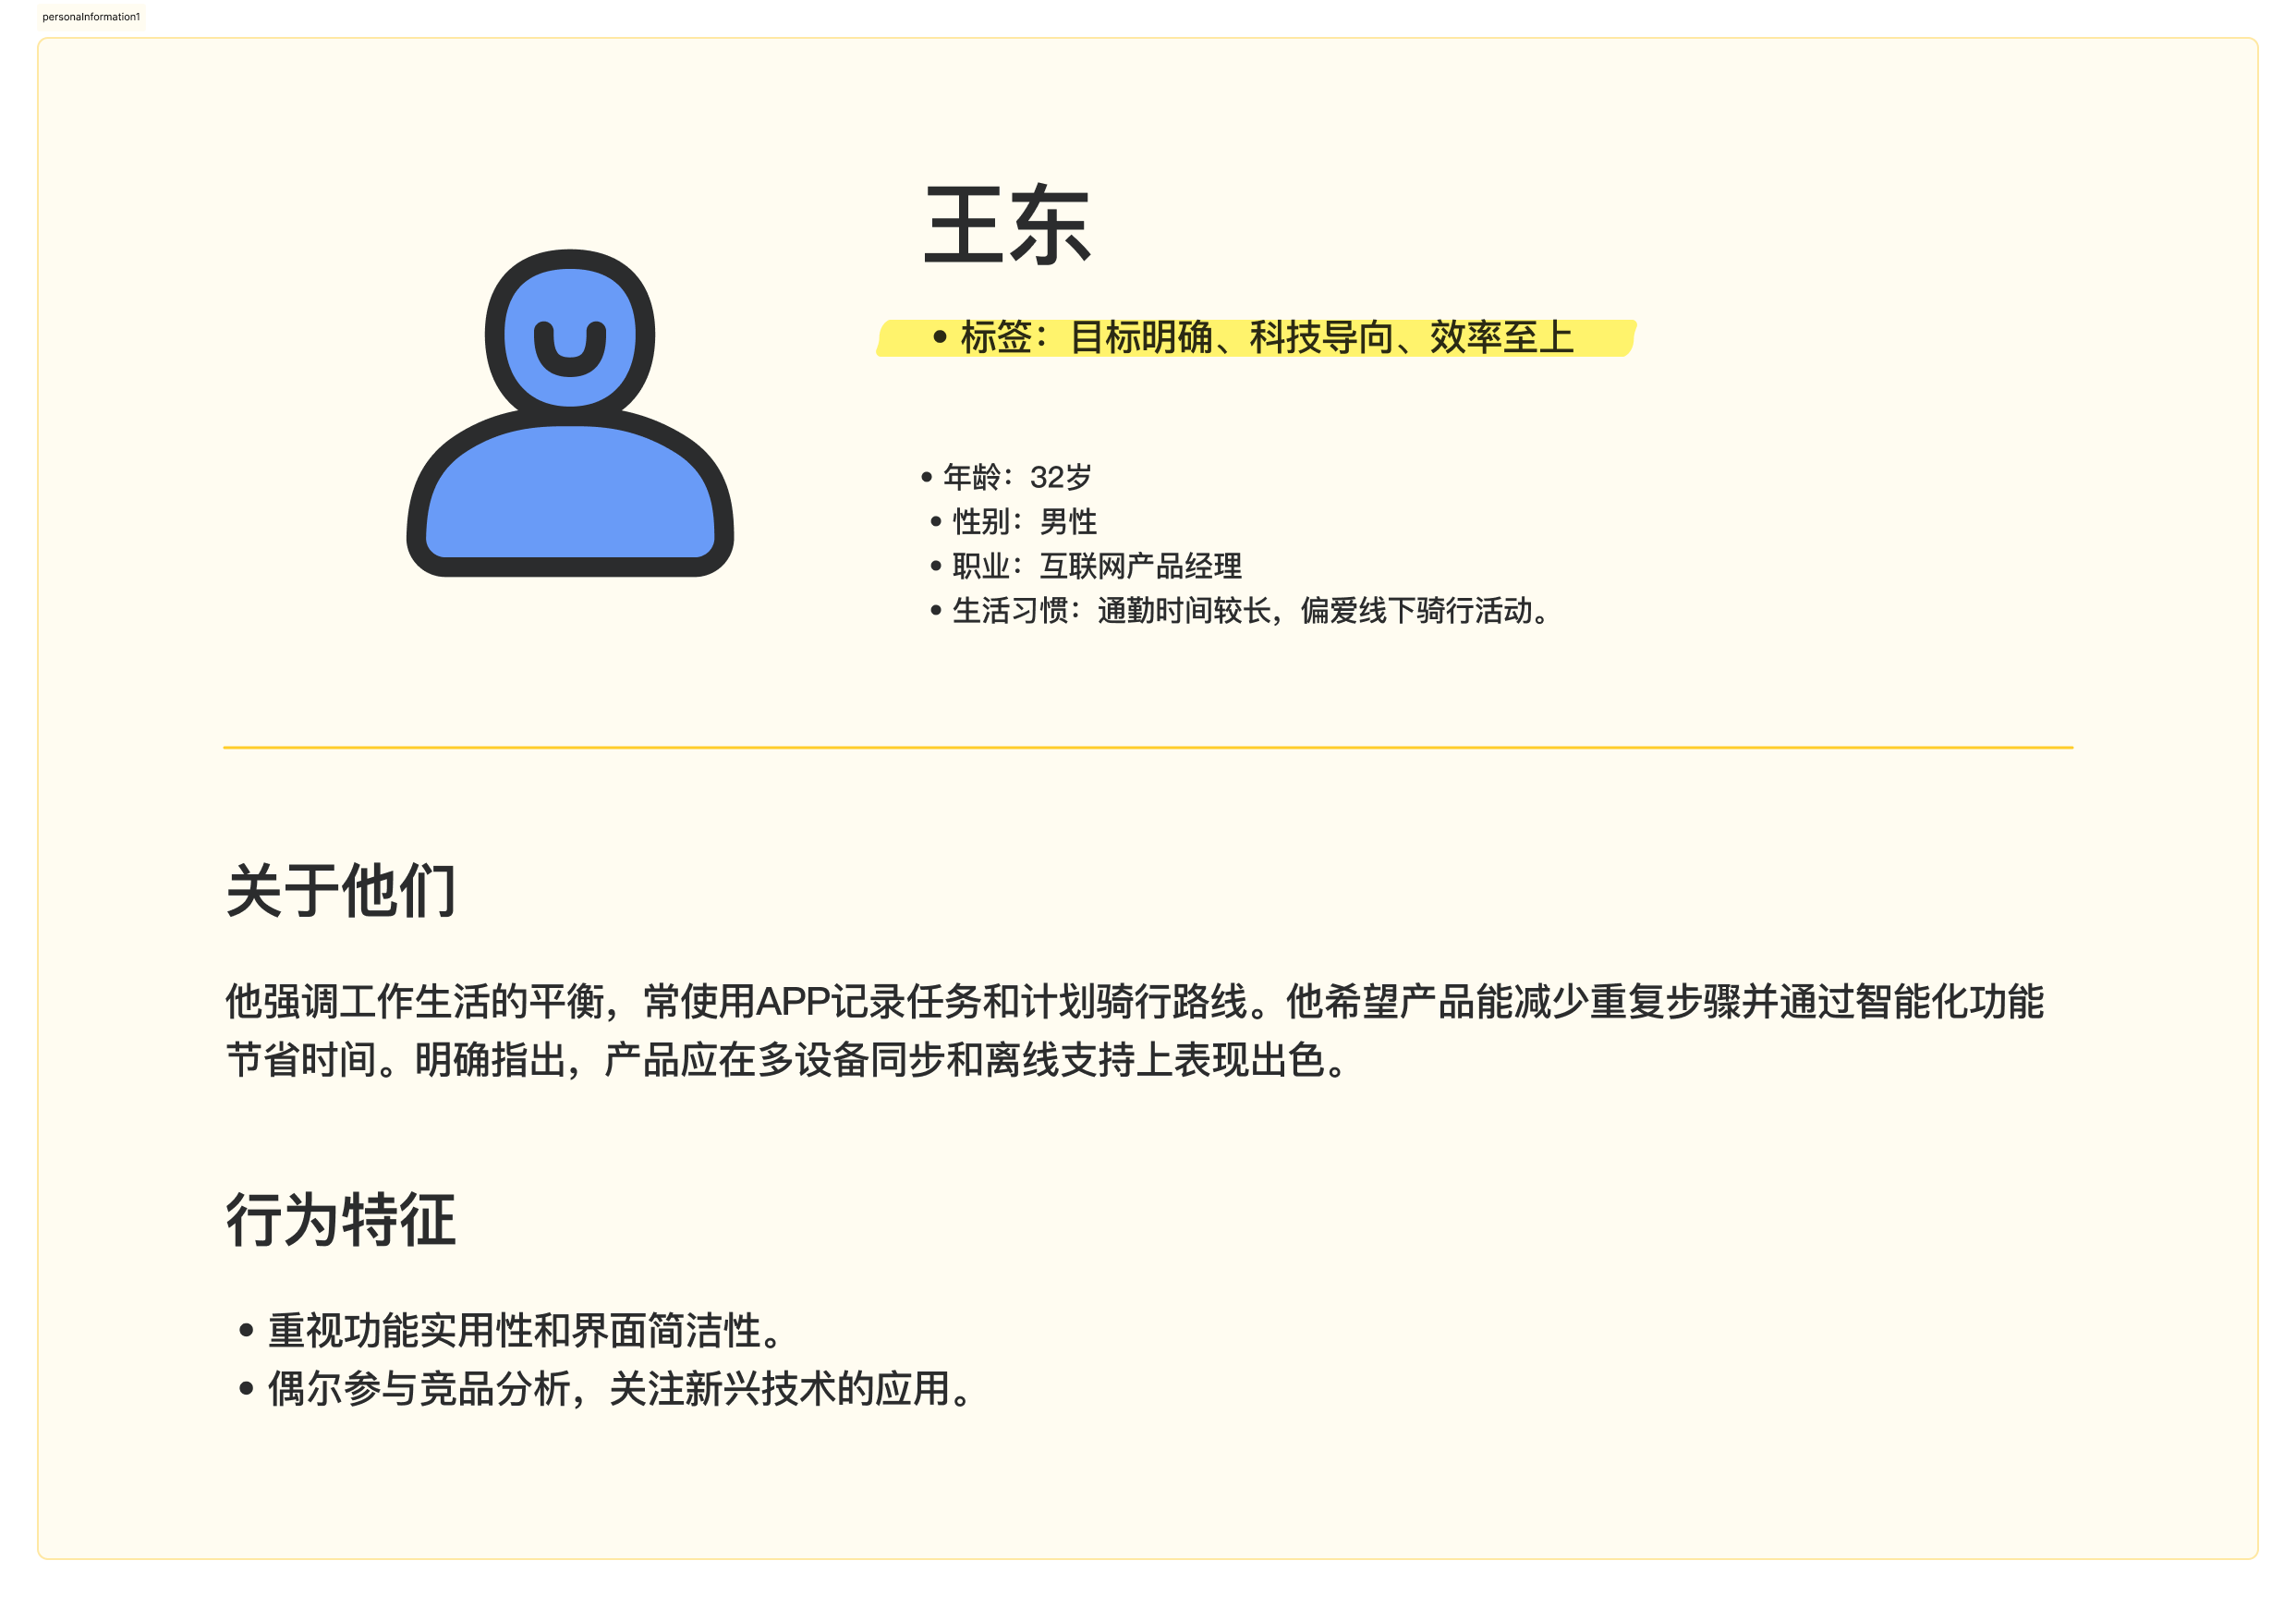 personaInformation1
王东
• 标签：目标明确、科技导向、效率至上
• 年龄：32岁
• 性别：男性
• 职业：互联网产品经理
• 生活习惯：通勤时间较长，偏爱线下骑行活动。
关于他们
他强调工作生活的平衡，常使用APP记录任务和计划骑行路线。他希望产品能减少重复步骤并通过智能化功能
节省时间。明确指出，产品应在多设备同步和离线支持上表现出色。
行为特征
• 重视功能实用性和界面简洁性。
• 偶尔参与竞品分析，关注新兴技术的应用。